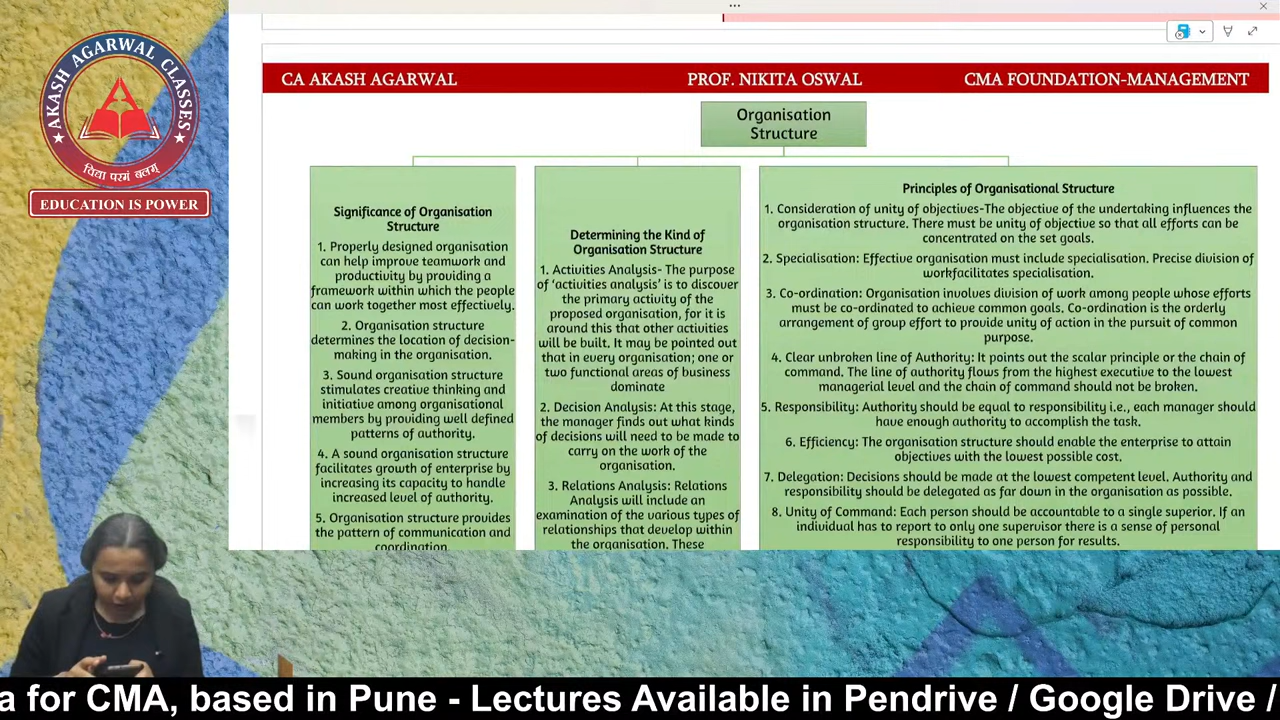 AKASH AGARWAL CLASSES
विद्या परमं बलम्
EDUCATION IS POWER
CA AKASH AGARWAL
PROF. NIKITA OSWAL
CMA FOUNDATION-MANAGEMENT
Organisation
Structure
Significance of Organisation
Structure
1. Properly designed organisation
can help improve teamwork and
productivity by providing a
framework within which the people
can work together most effectively.
2. Organisation structure
determines the location of decision-
making in the organisation.
3. Sound organisation structure
stimulates creative thinking and
initiative among organisational
members by providing well defined
patterns of authority.
4. A sound organisation structure
facilitates growth of enterprise by
increasing its capacity to handle
increased level of authority.
5. Organisation structure provides
the pattern of communication and
coordination
Determining the Kind of
Organisation Structure
1. Activities Analysis- The purpose
of ‘activities analysis’ is to discover
the primary activity of the
proposed organisation, for it is
around this that other activities
will be built. It may be pointed out
that in every organisation; one or
two functional areas of business
dominate
2. Decision Analysis: At this stage,
the manager finds out what kinds
of decisions will need to be made to
carry on the work of the
organisation.
3. Relations Analysis: Relations
Analysis will include an
examination of the various types of
relationships that develop within
the organisation. These
Principles of Organisational Structure
1. Consideration of unity of objectives-The objective of the undertaking influences the
organisation structure. There must be unity of objective so that all efforts can be
concentrated on the set goals.
2. Specialisation: Effective organisation must include specialisation. Precise division of
workfacilitates specialisation.
3. Co-ordination: Organisation involves division of work among people whose efforts
must be co-ordinated to achieve common goals. Co-ordination is the orderly
arrangement of group effort to provide unity of action in the pursuit of common
purpose.
4. Clear unbroken line of Authority: It points out the scalar principle or the chain of
command. The line of authority flows from the highest executive to the lowest
managerial level and the chain of command should not be broken.
5. Responsibility: Authority should be equal to responsibility i.e., each manager should
have enough authority to accomplish the task.
6. Efficiency: The organisation structure should enable the enterprise to attain
objectives with the lowest possible cost.
7. Delegation: Decisions should be made at the lowest competent level. Authority and
responsibility should be delegated as far down in the organisation as possible.
8. Unity of Command: Each person should be accountable to a single superior. If an
individual has to report to only one supervisor there is a sense of personal
responsibility to one person for results.
a for CMA, based in Pune - Lectures Available in Pendrive / Google Drive /